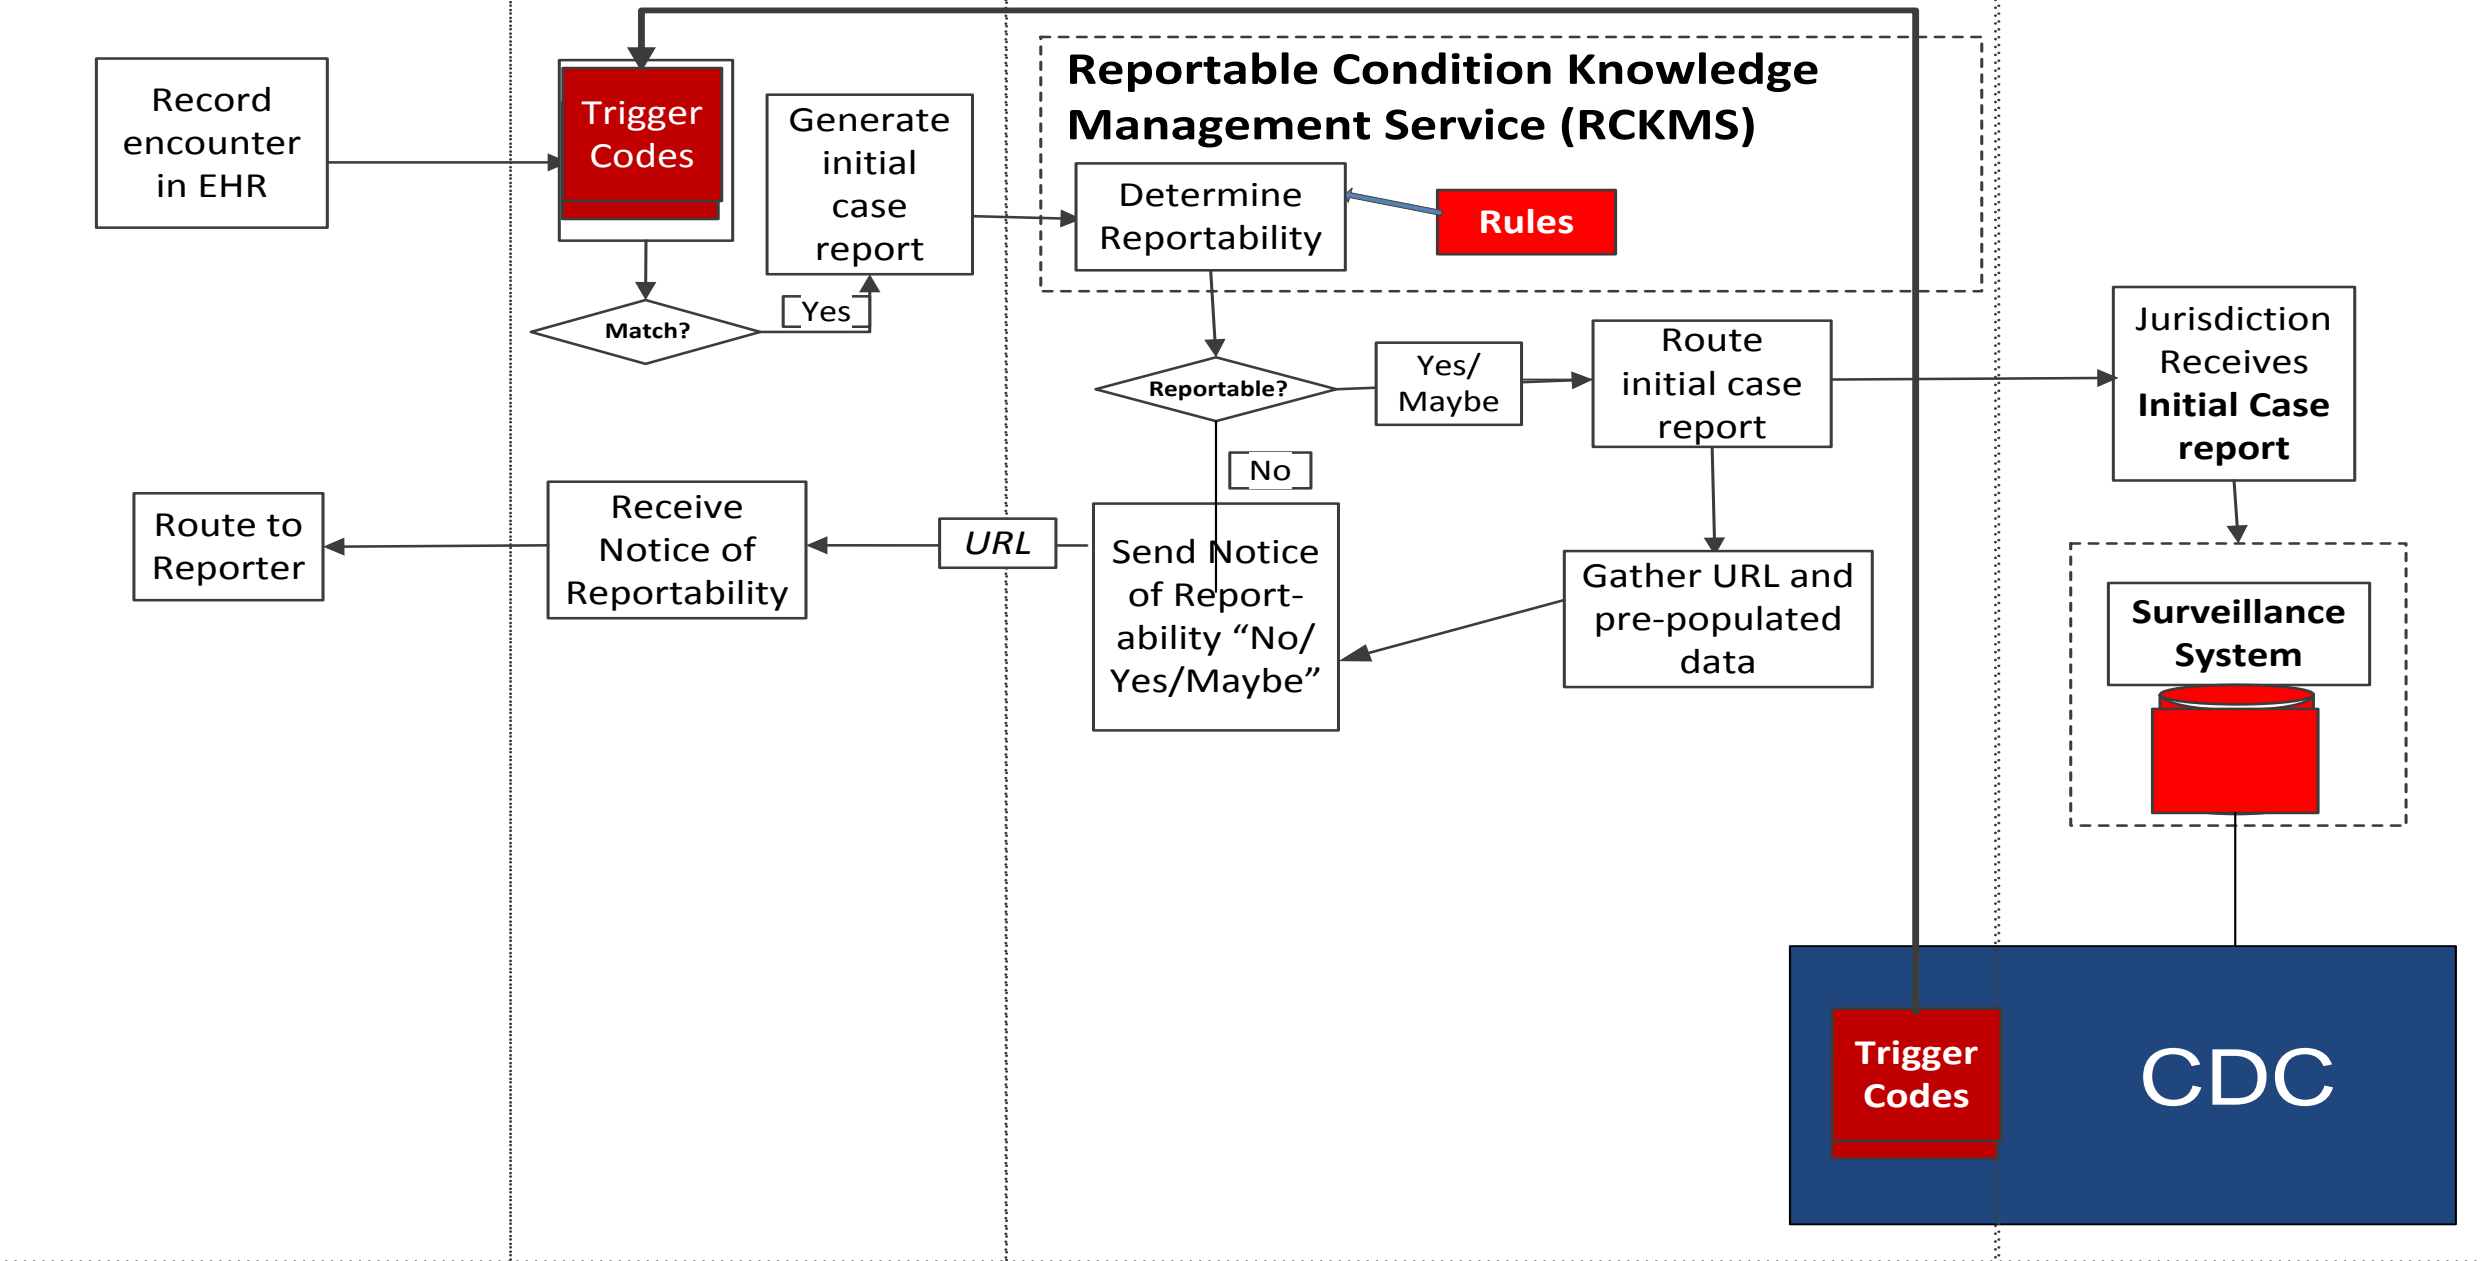 Record
encounter
in EHR
Trigger
Codes
Match?
Yes
Generate
initial
case
report
Reportable Condition Knowledge
Management Service (RCKMS)
Determine
Reportability
Rules
Reportable?
Yes/
Maybe
No
Route
initial case
report
Jurisdiction
Receives
Initial Case
report
Route to
Reporter
Receive
Notice of
Reportability
URL
Send Notice
of Report-
ability “No/
Yes/Maybe”
Gather URL and
pre-populated
data
Surveillance
System
Trigger
Codes
CDC